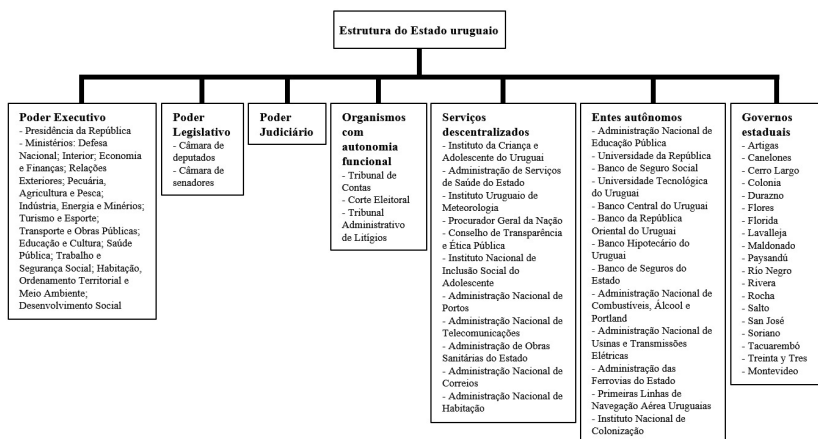 Estrutura do Estado uruguaio
Poder Executivo
- Presidência da República
- Ministérios: Defesa
Nacional; Interior; Economia
e Finanças; Relações
Exteriores; Pecuária,
Agricultura e Pesca;
Indústria, Energia e Minérios;
Turismo e Esporte;
Transporte e Obras Públicas;
Educação e Cultura; Saúde
Pública; Trabalho e
Segurança Social; Habitação,
Ordenamento Territorial e
Meio Ambiente;
Desenvolvimento Social
Poder
Legislativo
- Câmara de
deputados
- Câmara de
senadores
Poder
Judiciário
Organismos
com
autonomia
funcional
- Tribunal de
Contas
- Corte Eleitoral
- Tribunal
Administrativo
de Litígios
Serviços
descentralizados
- Instituto da Criança e
Adolescente do Uruguai
- Administração de Serviços
de Saúde do Estado
- Instituto Uruguaio de
Meteorologia
- Procurador Geral da Nação
- Conselho de Transparência
e Ética Pública
- Instituto Nacional de
Inclusão Social do
Adolescente
- Administração Nacional de
Portos
- Administração Nacional de
Telecomunicações
- Administração de Obras
Sanitárias do Estado
- Administração Nacional de
Correios
- Administração Nacional de
Habitação
Entes autônomos
- Administração Nacional de
Educação Pública
- Universidade da República
- Banco de Seguro Social
- Universidade Tecnológica
do Uruguai
- Banco Central do Uruguai
- Banco da República
Oriental do Uruguai
- Banco Hipotecário do
Uruguai
- Banco de Seguros do
Estado
- Administração Nacional de
Combustíveis, Álcool e
Portland
- Administração Nacional de
Usinas e Transmissões
Elétricas
- Administração das
Ferrovias do Estado
- Primeiras Linhas de
Navegação Aérea Uruguaias
- Instituto Nacional de
Colonização
Governos
estaduais
- Artigas
- Canelones
- Cerro Largo
- Colonia
- Durazno
- Flores
- Florida
- Lavalleja
- Maldonado
- Paysandú
- Río Negro
- Rivera
- Rocha
- Salto
- San José
- Soriano
- Tacuarembó
- Treinta y Tres
- Montevideo